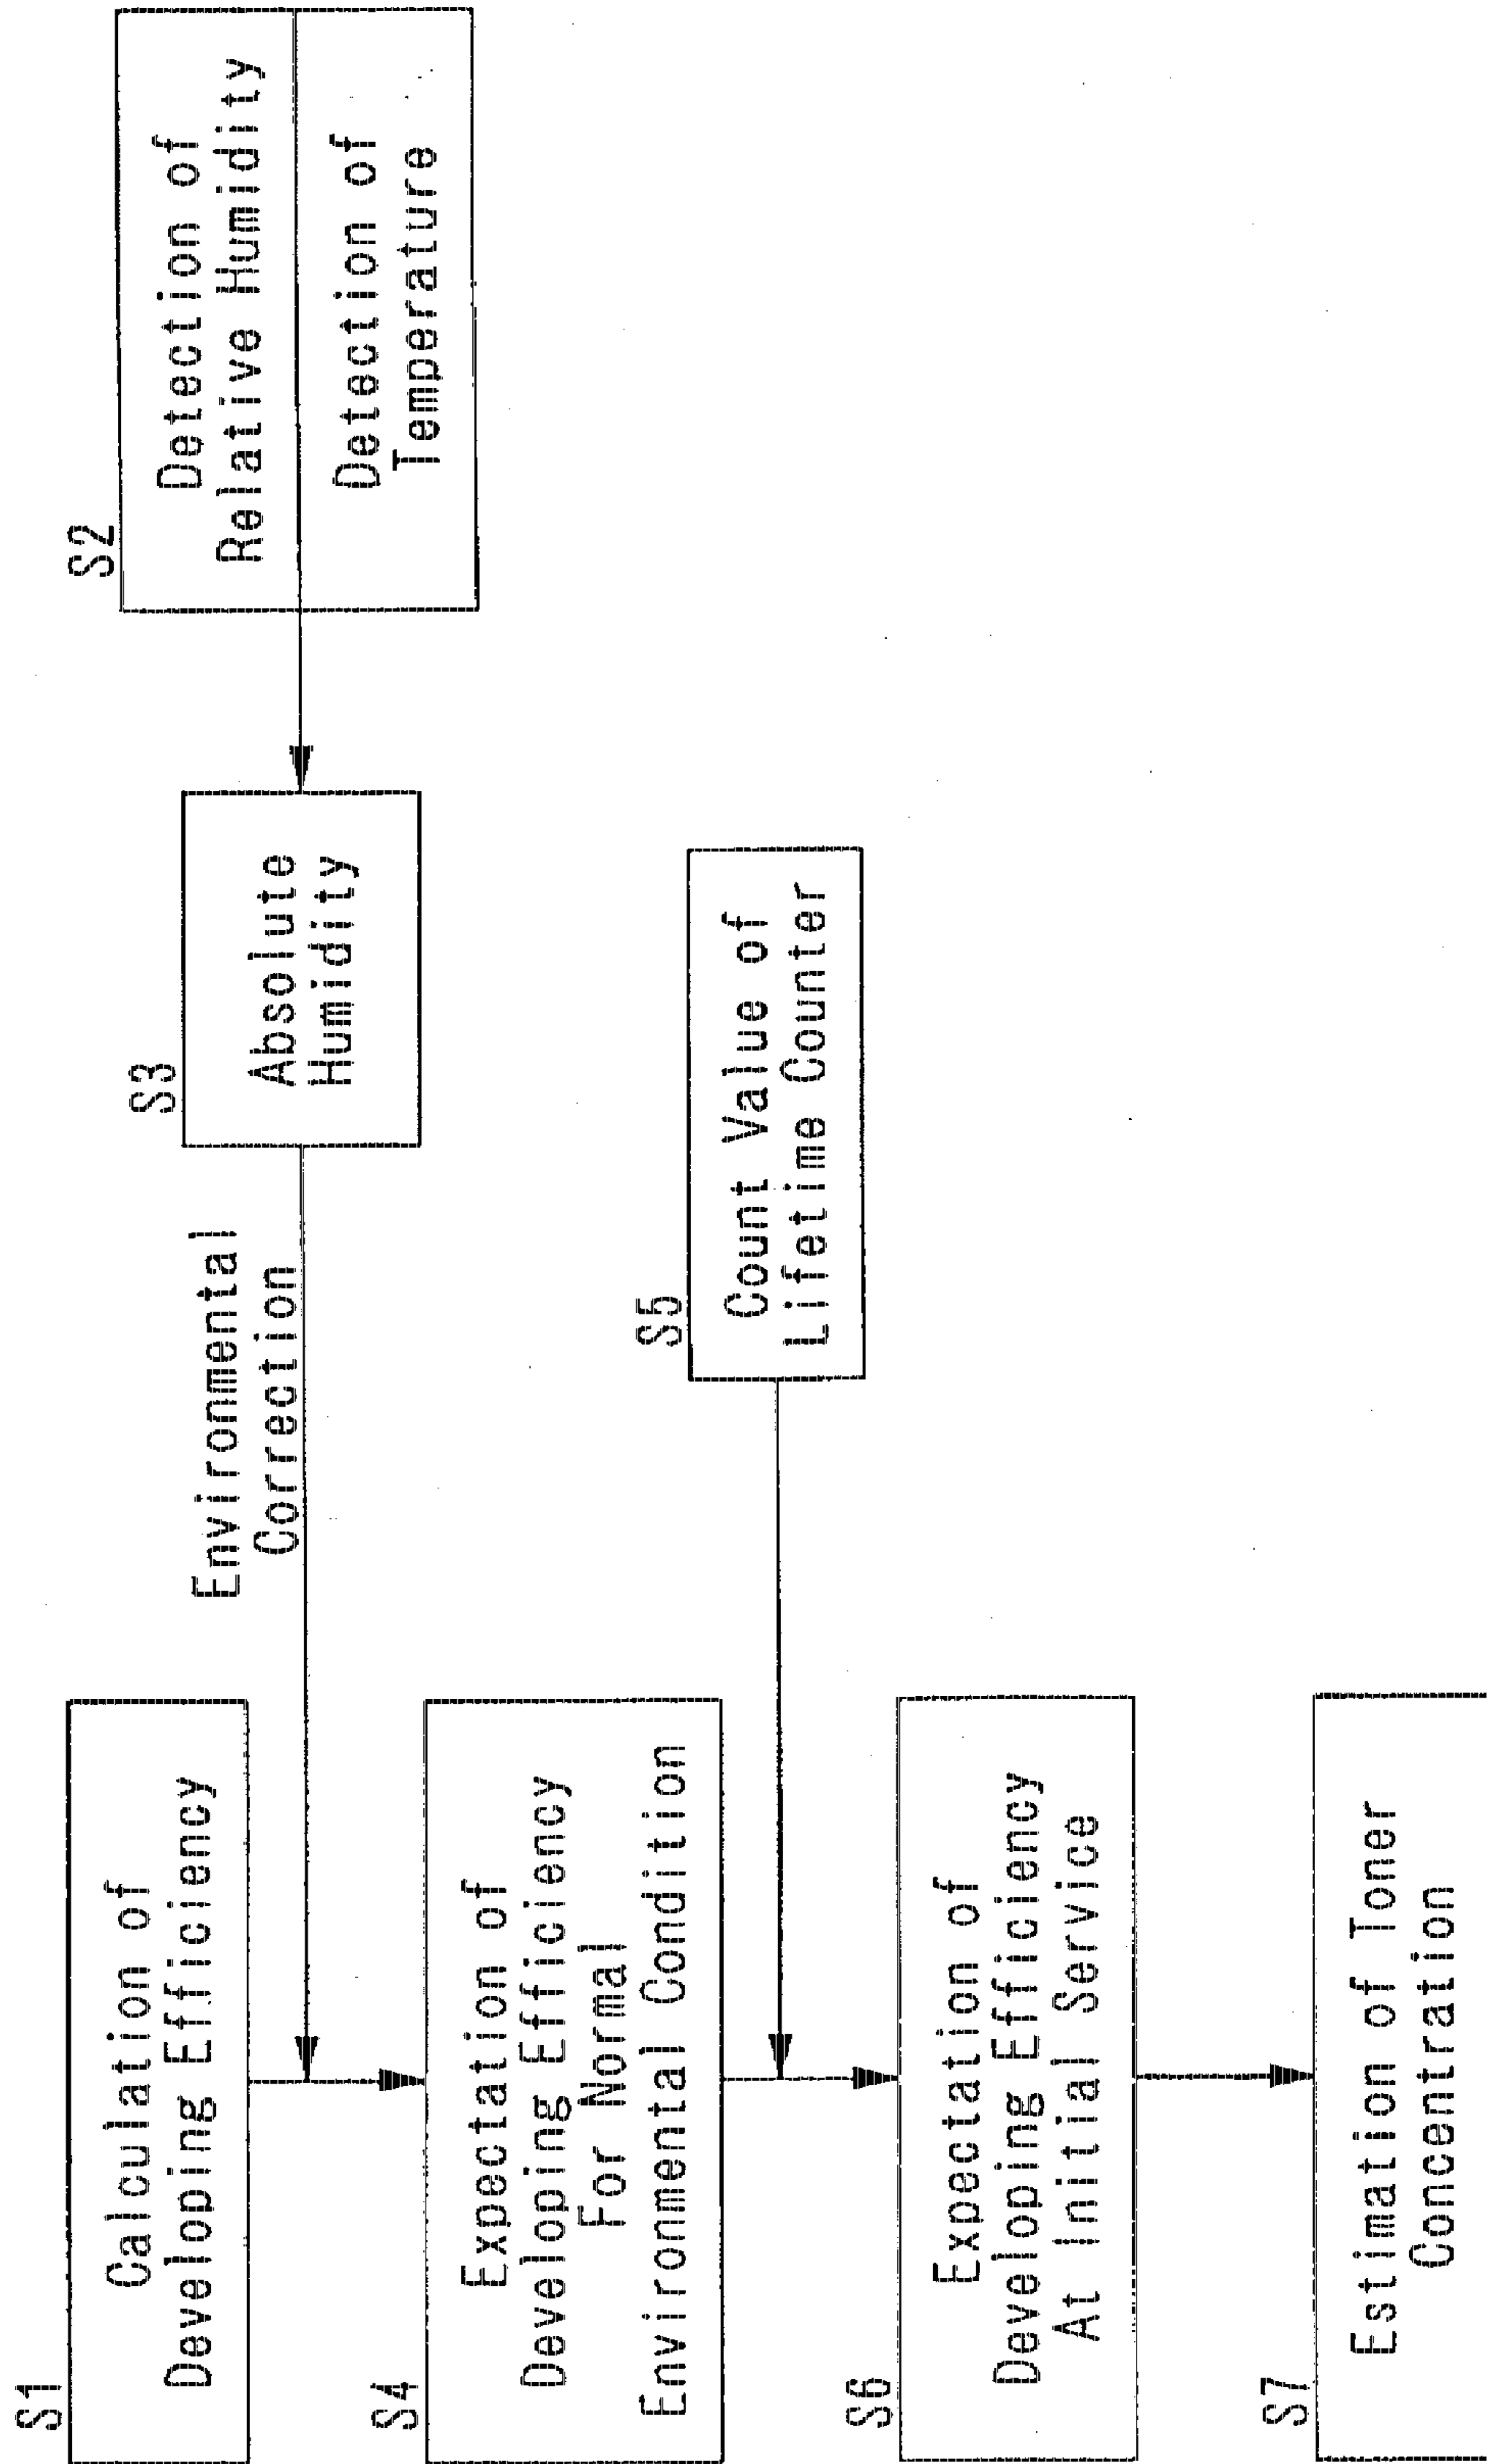 S1
Calculation of
Developing Efficiency
S2
Detection of
Relative Humidity
Detection of
Temperature
S3
Absolute
Humidity
Environmental
Correction
S4
Expectation of
Developing Efficiency
For Normal
Environmental Condition
S5
Count Value of
Lifetime Counter
S6
Expectation of
Developing Efficiency
At Initial Service
S7
Estimation of Toner
Concentration